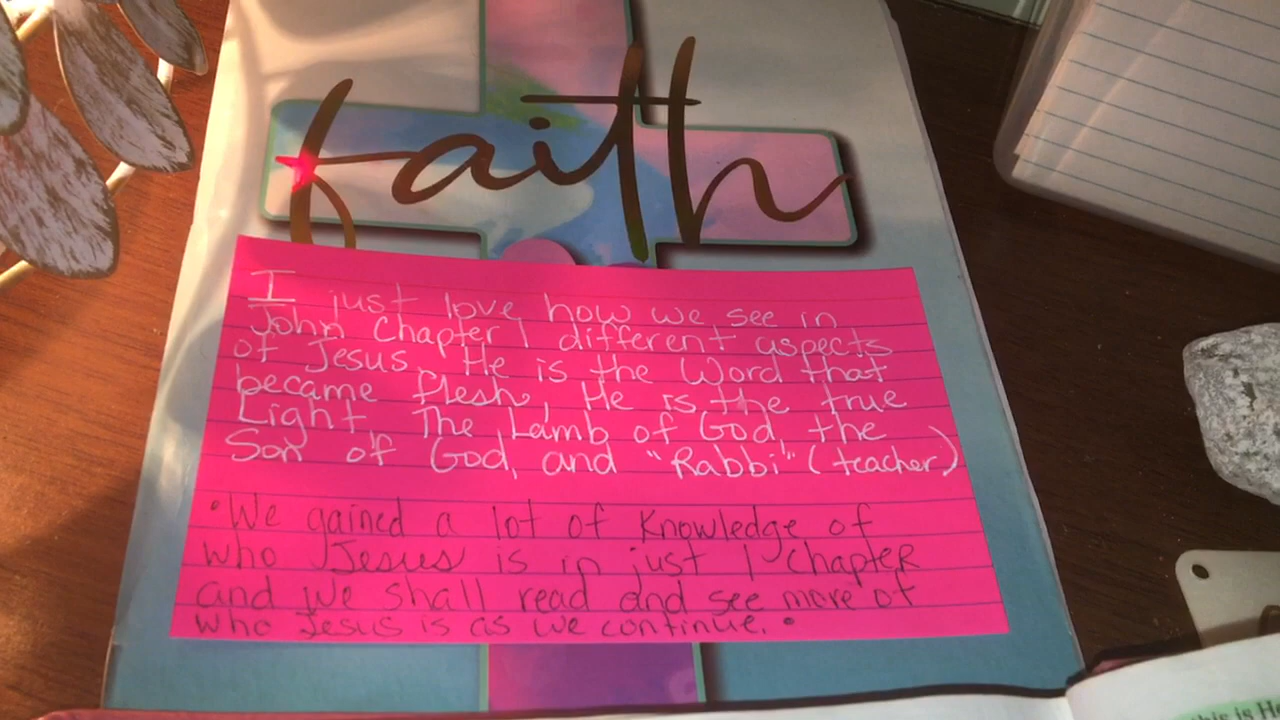 faith
I just love how we see in
John Chapter 1 different aspects
of Jesus. He is the Word that
became flesh, He is the true
Light, The Lamb of God, the
Son of God, and "Rabbi" (teacher)
•We gained a lot of Knowledge of
who Jesus is in just 1 Chapter
and we shall read and see more of
who Jesus is as we continue. •
is He